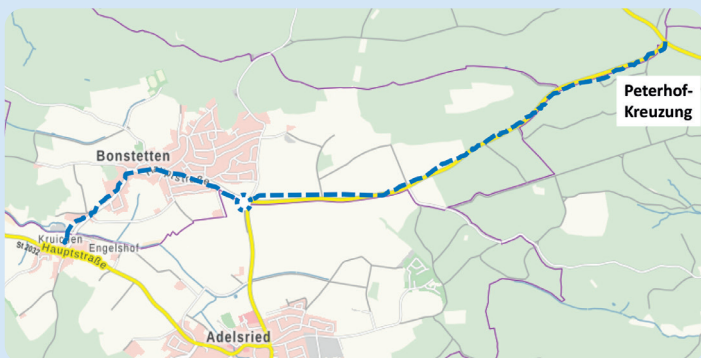 Peterhof-
Kreuzung
Bonstetten
Kruichen
Engelshof
St 2032
Hauptstraße
Adelsried